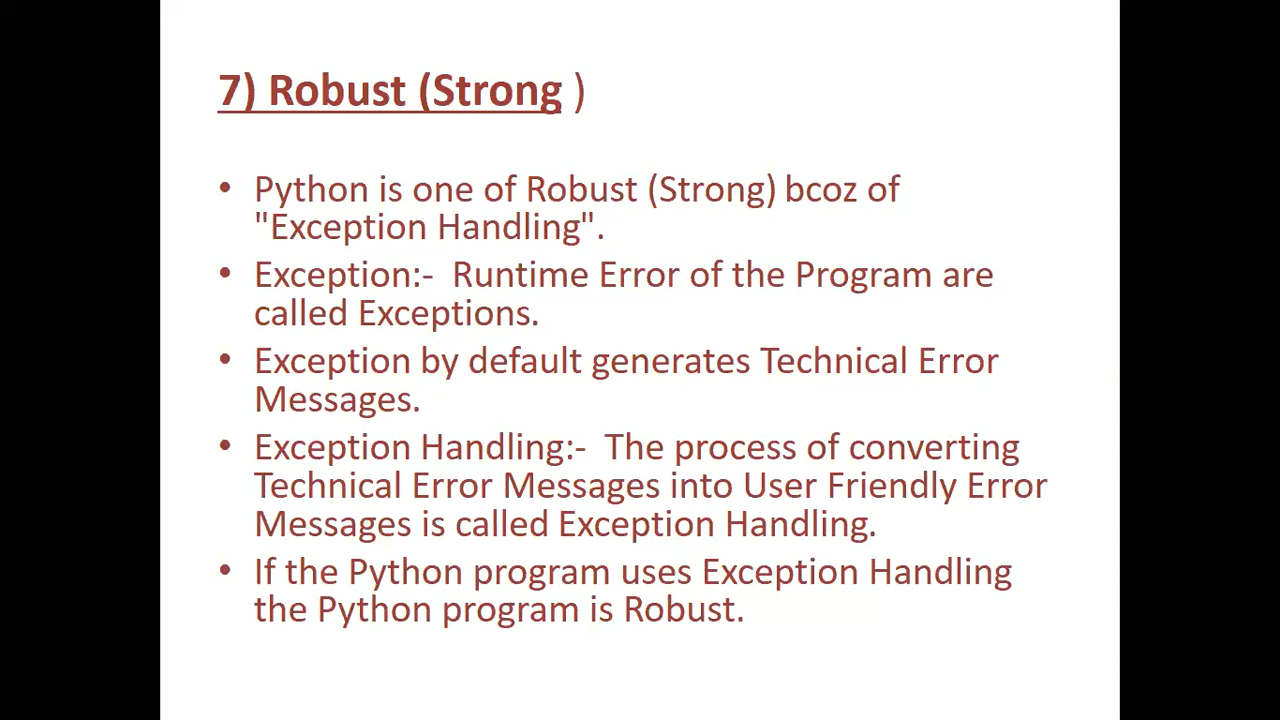 7) Robust (Strong )
• Python is one of Robust (Strong) bcoz of
"Exception Handling".
• Exception:-  Runtime Error of the Program are
called Exceptions.
• Exception by default generates Technical Error
Messages.
• Exception Handling:-  The process of converting
Technical Error Messages into User Friendly Error
Messages is called Exception Handling.
• If the Python program uses Exception Handling
the Python program is Robust.